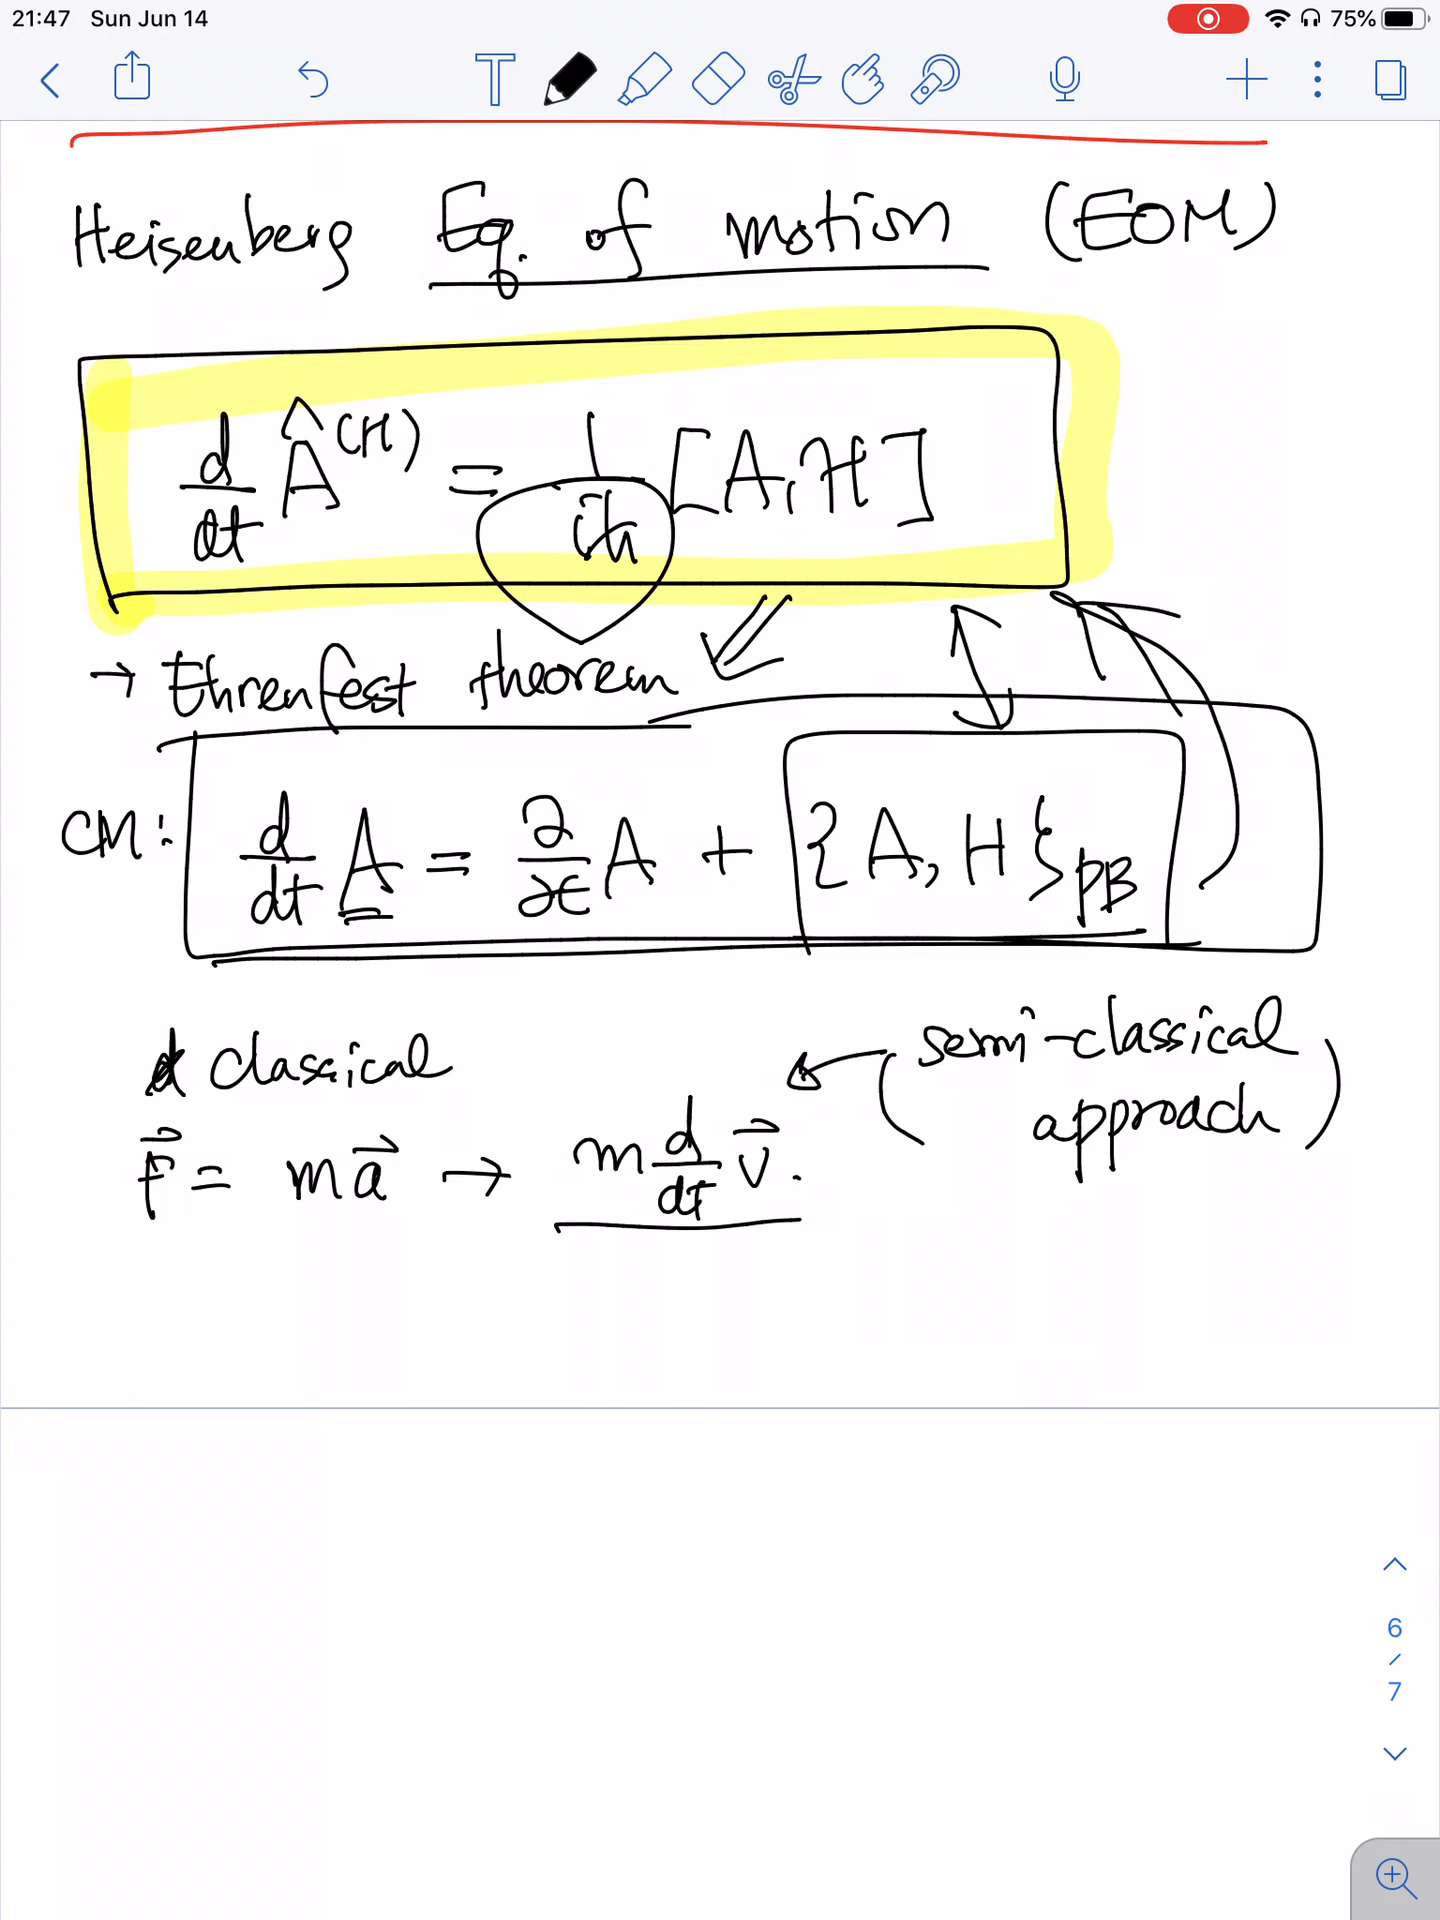 21:47 Sun Jun 14 75%
Heisenberg Eq. of motion (EOM)
d/dt Â^(H) = 1/iħ [A, H]
→ Ehrenfest theorem
CM: d/dt A = ∂/∂t A + {A, H}_PB
classical
(semi-classical approach)
F⃗ = ma⃗ → m d/dt v⃗.
6
/
7